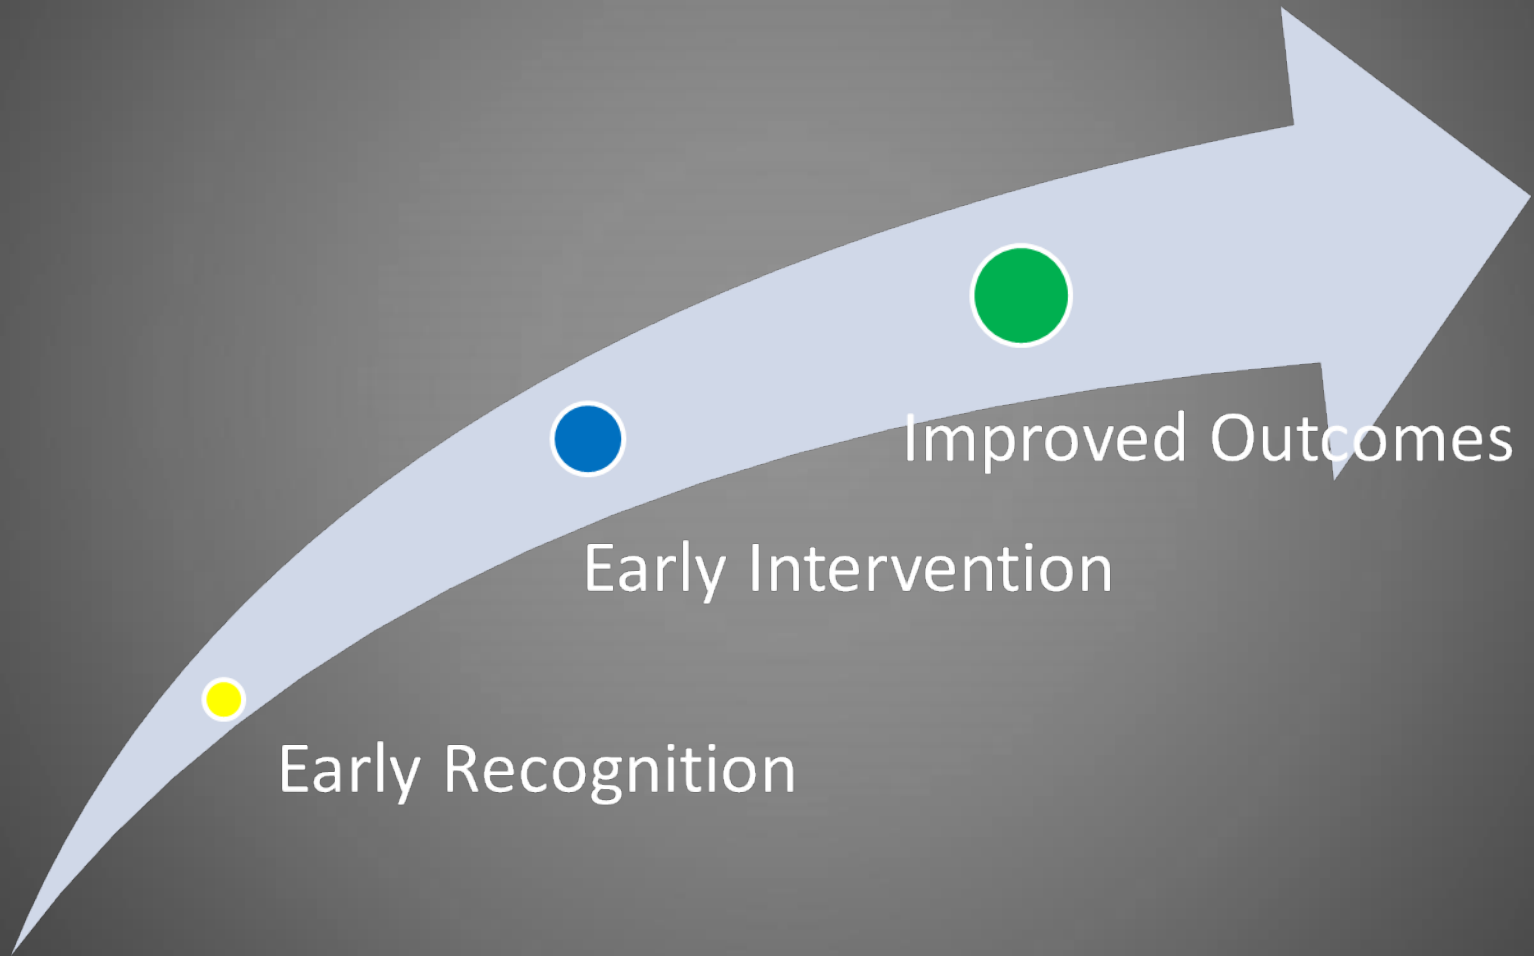 Improved Outcomes
Early Intervention
Early Recognition